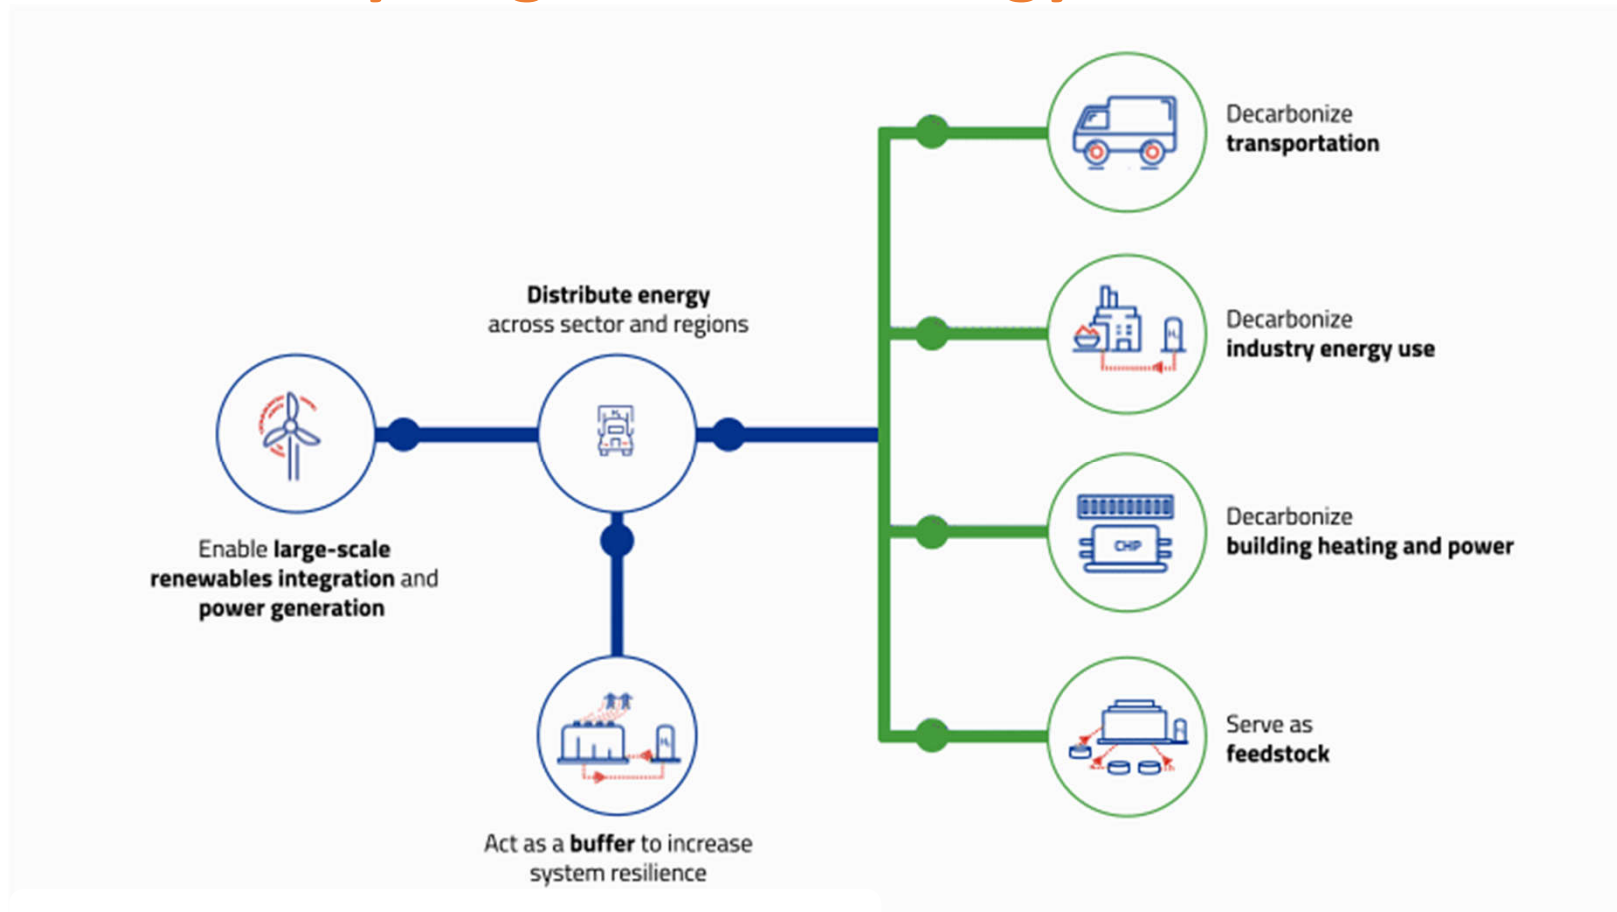 Distribute energy
across sector and regions
Enable large-scale
renewables integration and
power generation
Act as a buffer to increase
system resilience
Decarbonize
transportation
Decarbonize
industry energy use
Decarbonize
building heating and power
CHP
Serve as
feedstock